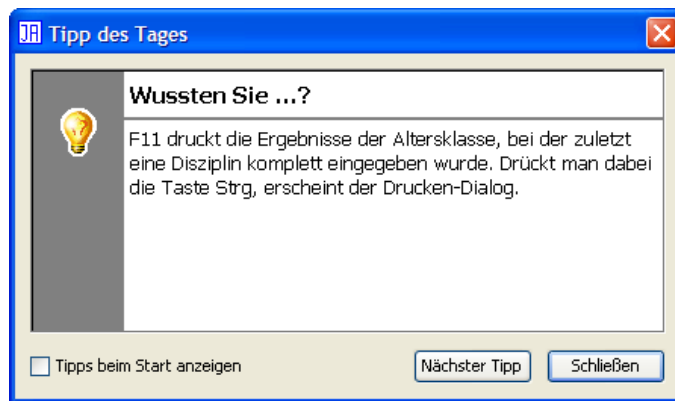 JA Tipp des Tages
Wussten Sie ...?
F11 druckt die Ergebnisse der Altersklasse, bei der zuletzt
eine Disziplin komplett eingegeben wurde. Drückt man dabei
die Taste Strg, erscheint der Drucken-Dialog.
Tipps beim Start anzeigen
Nächster Tipp
Schließen